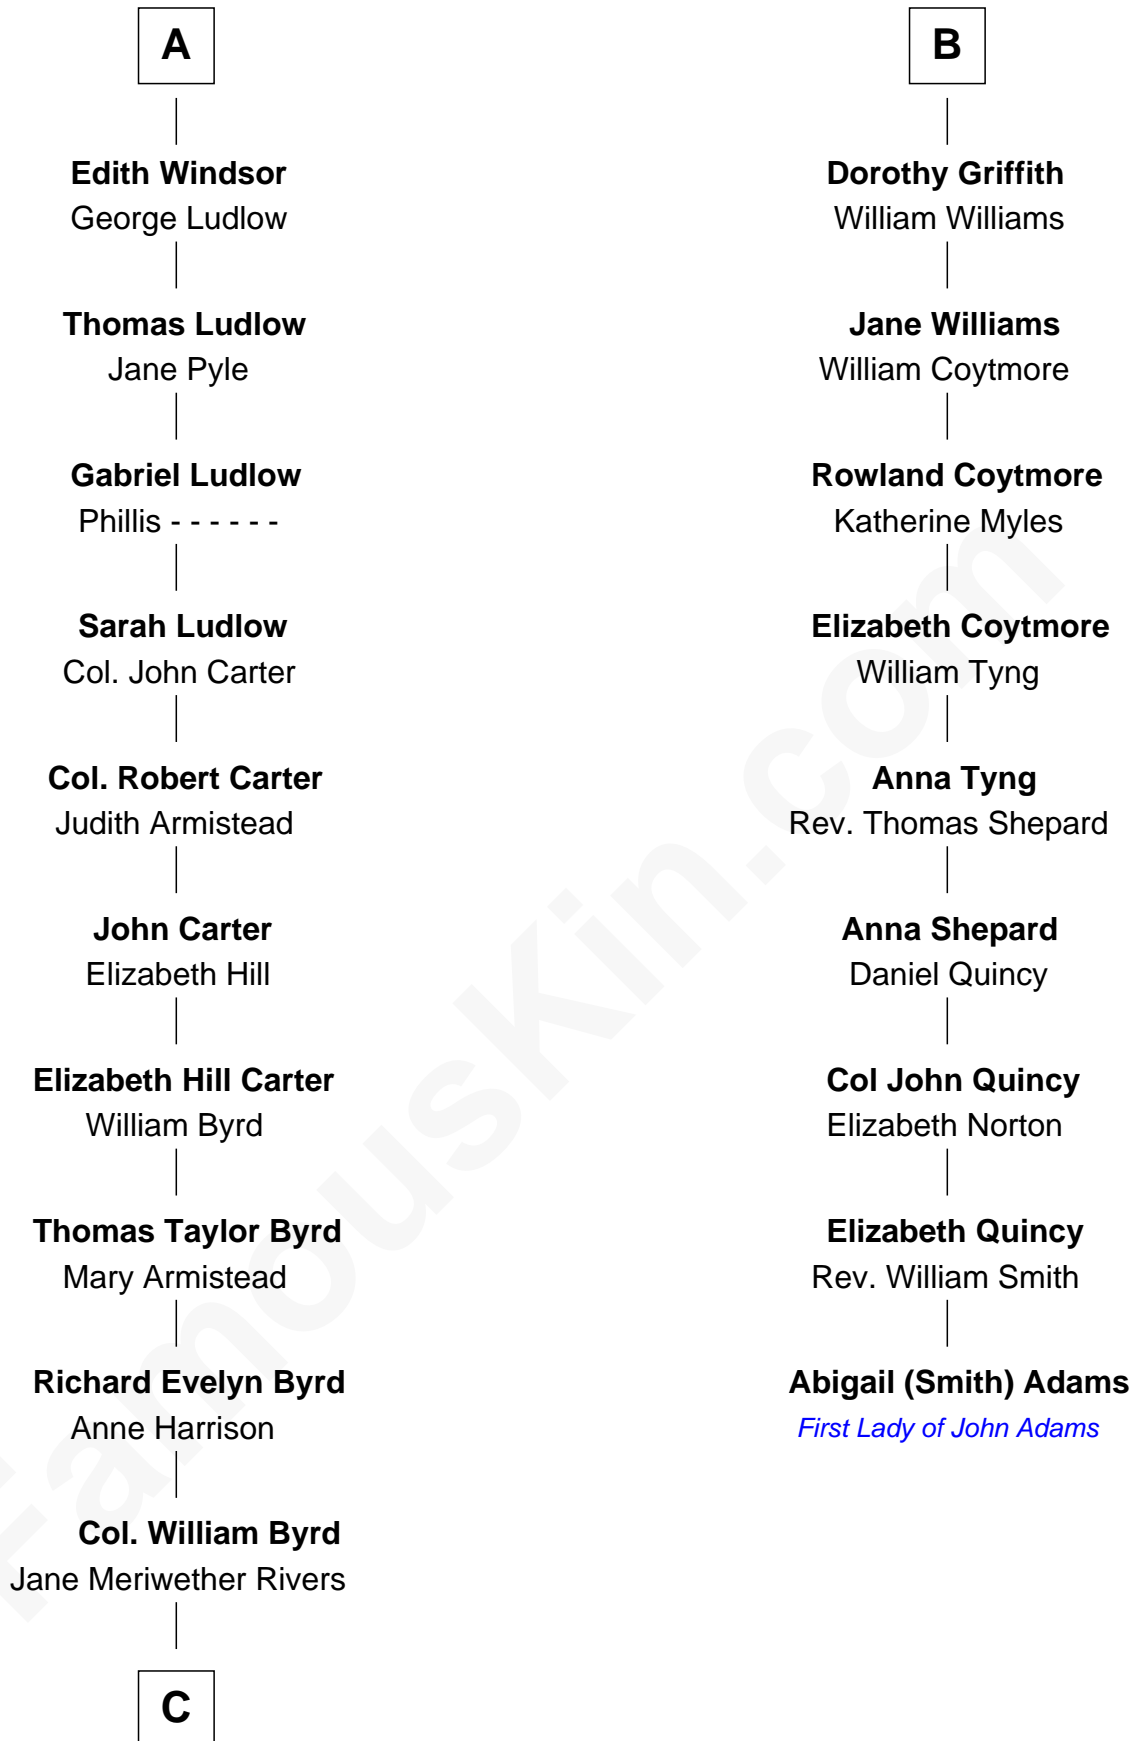 A
Edith Windsor
George Ludlow
Thomas Ludlow
Jane Pyle
Gabriel Ludlow
Phillis - - - - - -
Sarah Ludlow
Col. John Carter
Col. Robert Carter
Judith Armistead
John Carter
Elizabeth Hill
Elizabeth Hill Carter
William Byrd
Thomas Taylor Byrd
Mary Armistead
Richard Evelyn Byrd
Anne Harrison
Col. William Byrd
Jane Meriwether Rivers
C
B
Dorothy Griffith
William Williams
Jane Williams
William Coytmore
Rowland Coytmore
Katherine Myles
Elizabeth Coytmore
William Tyng
Anna Tyng
Rev. Thomas Shepard
Anna Shepard
Daniel Quincy
Col John Quincy
Elizabeth Norton
Elizabeth Quincy
Rev. William Smith
Abigail (Smith) Adams
First Lady of John Adams
FamousKin.com